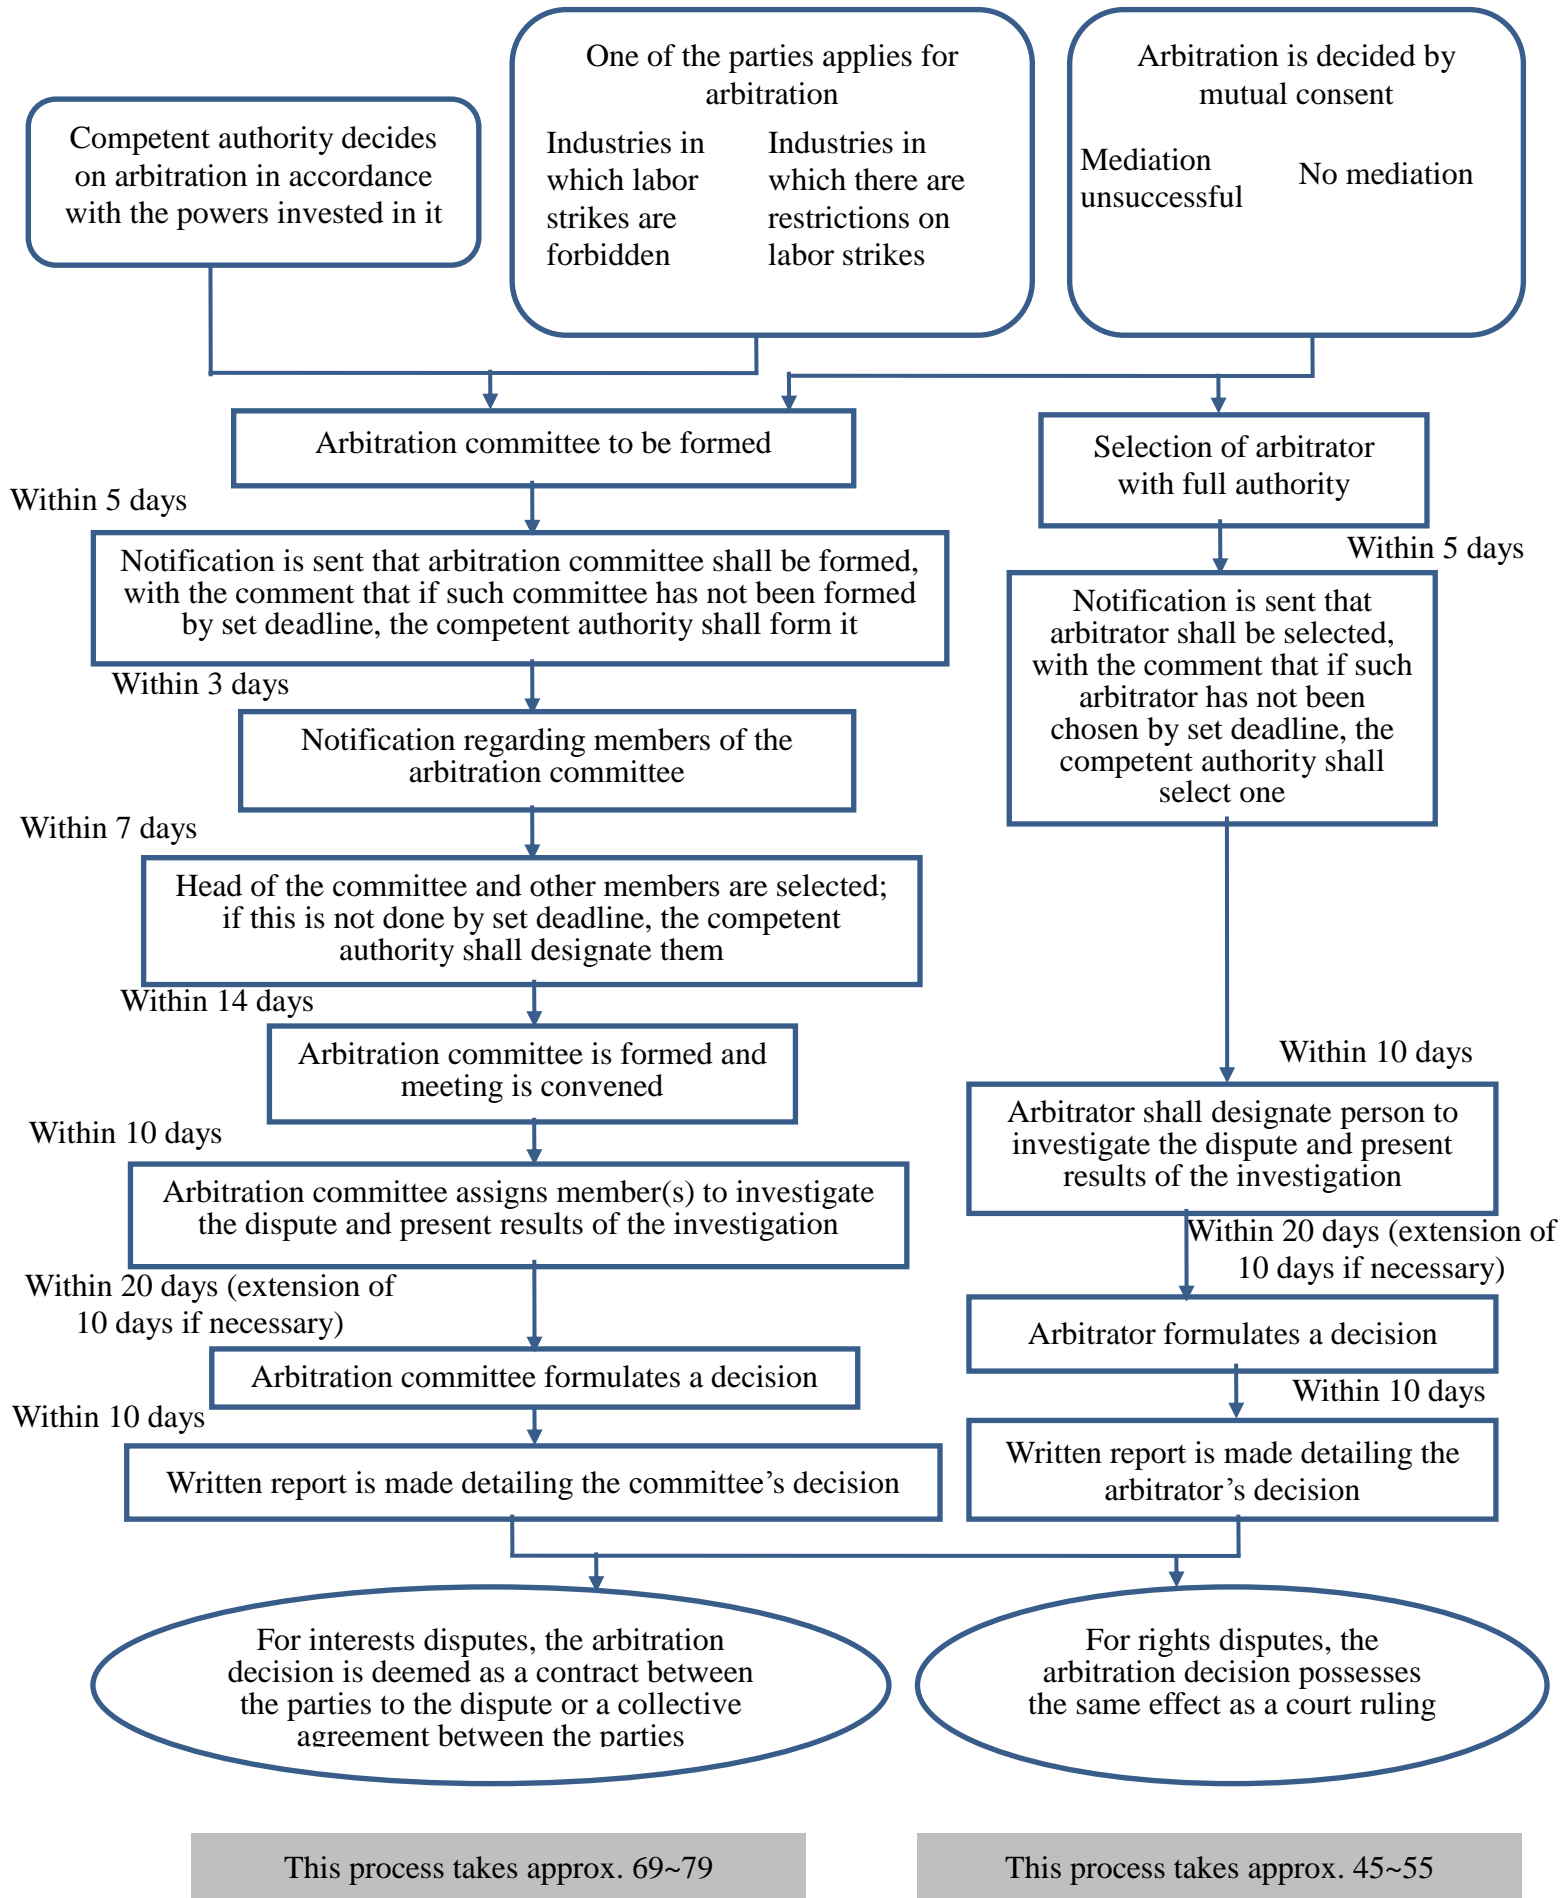 Competent authority decides
on arbitration in accordance
with the powers invested in it
One of the parties applies for
arbitration
Industries in
which labor
strikes are
forbidden
Industries in
which there are
restrictions on
labor strikes
Arbitration is decided by
mutual consent
Mediation
unsuccessful
No mediation
Arbitration committee to be formed
Within 5 days
Notification is sent that arbitration committee shall be formed,
with the comment that if such committee has not been formed
by set deadline, the competent authority shall form it
Within 3 days
Notification regarding members of the
arbitration committee
Within 7 days
Head of the committee and other members are selected;
if this is not done by set deadline, the competent
authority shall designate them
Within 14 days
Arbitration committee is formed and
meeting is convened
Within 10 days
Arbitration committee assigns member(s) to investigate
the dispute and present results of the investigation
Within 20 days (extension of
10 days if necessary)
Arbitration committee formulates a decision
Within 10 days
Written report is made detailing the committee’s decision
Selection of arbitrator
with full authority
Within 5 days
Notification is sent that
arbitrator shall be selected,
with the comment that if such
arbitrator has not been
chosen by set deadline, the
competent authority shall
select one
Within 10 days
Arbitrator shall designate person to
investigate the dispute and present
results of the investigation
Within 20 days (extension of
10 days if necessary)
Arbitrator formulates a decision
Within 10 days
Written report is made detailing the
arbitrator’s decision
For interests disputes, the arbitration
decision is deemed as a contract between
the parties to the dispute or a collective
agreement between the parties
For rights disputes, the
arbitration decision possesses
the same effect as a court ruling
This process takes approx. 69~79
This process takes approx. 45~55